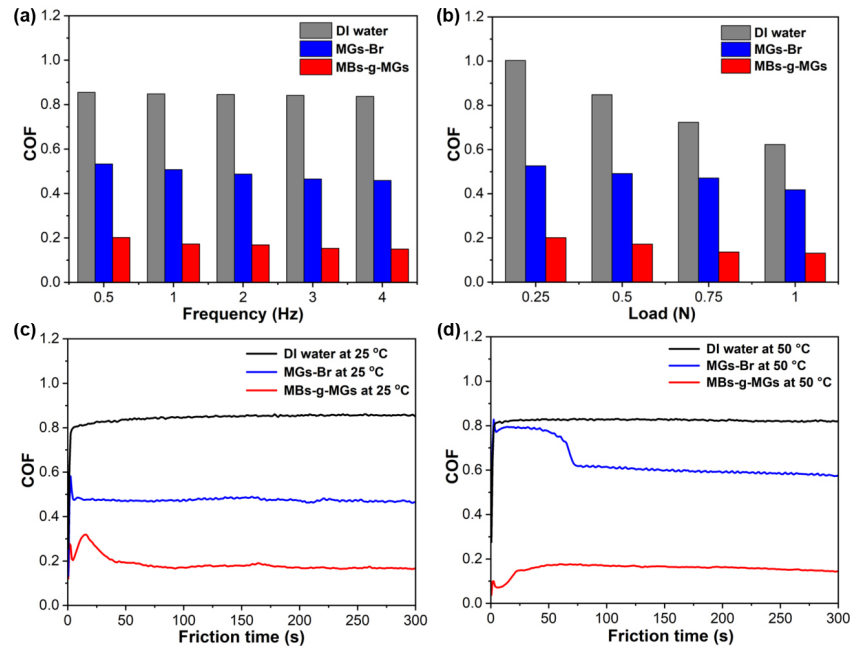 (a)
1.2
1.0
0.8
0.6
0.4
0.2
0.0
COF
DI water
MGs-Br
MBs-g-MGs
0.5 1 2 3 4
Frequency (Hz)
(b)
1.2
1.0
0.8
0.6
0.4
0.2
0.0
COF
DI water
MGs-Br
MBs-g-MGs
0.25 0.5 0.75 1
Load (N)
(c)
1.2
1.0
0.8
0.6
0.4
0.2
0.0
COF
DI water at 25 °C
MGs-Br at 25 °C
MBs-g-MGs at 25 °C
0 50 100 150 200 250 300
Friction time (s)
(d)
1.2
1.0
0.8
0.6
0.4
0.2
0.0
COF
DI water at 50 °C
MGs-Br at 50 °C
MBs-g-MGs at 50 °C
0 50 100 150 200 250 300
Friction time (s)